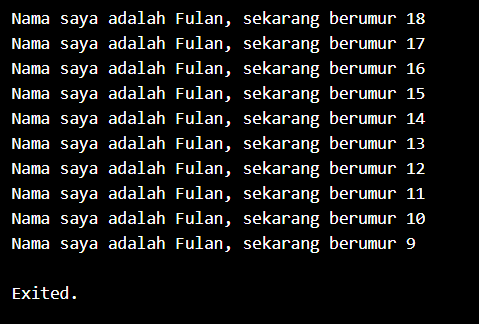 Nama saya adalah Fulan, sekarang berumur 18
Nama saya adalah Fulan, sekarang berumur 17
Nama saya adalah Fulan, sekarang berumur 16
Nama saya adalah Fulan, sekarang berumur 15
Nama saya adalah Fulan, sekarang berumur 14
Nama saya adalah Fulan, sekarang berumur 13
Nama saya adalah Fulan, sekarang berumur 12
Nama saya adalah Fulan, sekarang berumur 11
Nama saya adalah Fulan, sekarang berumur 10
Nama saya adalah Fulan, sekarang berumur 9
Exited.